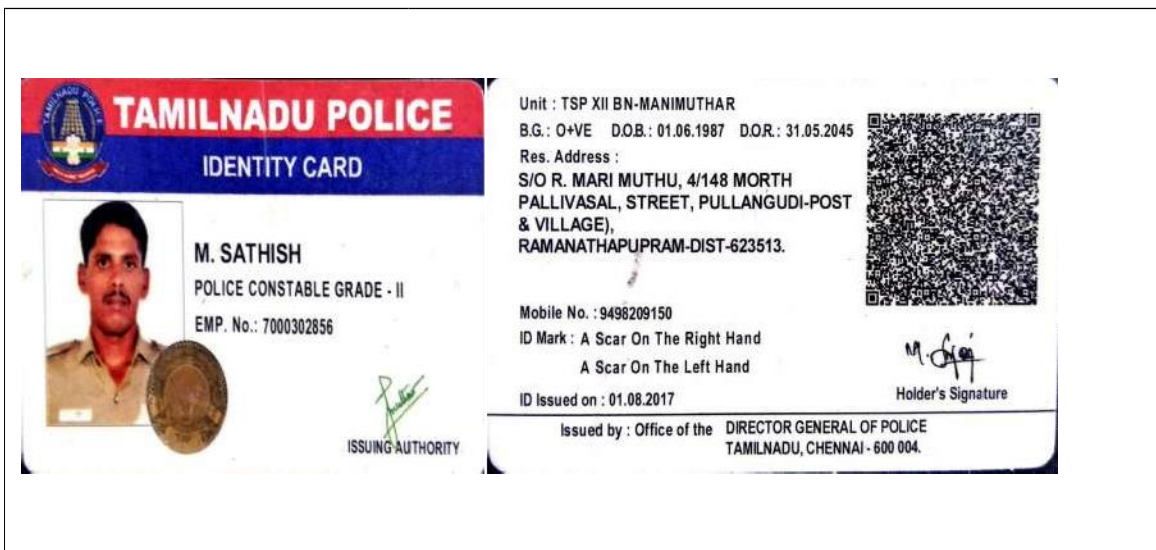 TAMILNADU POLICE
IDENTITY CARD
M. SATHISH
POLICE CONSTABLE GRADE - II
EMP. No.: 7000302856
ISSUING AUTHORITY
Unit : TSP XII BN-MANIMUTHAR
B.G.: O+VE D.O.B.: 01.06.1987 D.O.R.: 31.05.2045
Res. Address :
S/O R. MARI MUTHU, 4/148 MORTH
PALLIVASAL, STREET, PULLANGUDI-POST
& VILLAGE),
RAMANATHAPUPRAM-DIST-623513.
Mobile No. : 9498209150
ID Mark : A Scar On The Right Hand
A Scar On The Left Hand
ID Issued on : 01.08.2017
Holder's Signature
Issued by : Office of the DIRECTOR GENERAL OF POLICE
TAMILNADU, CHENNAI - 600 004.